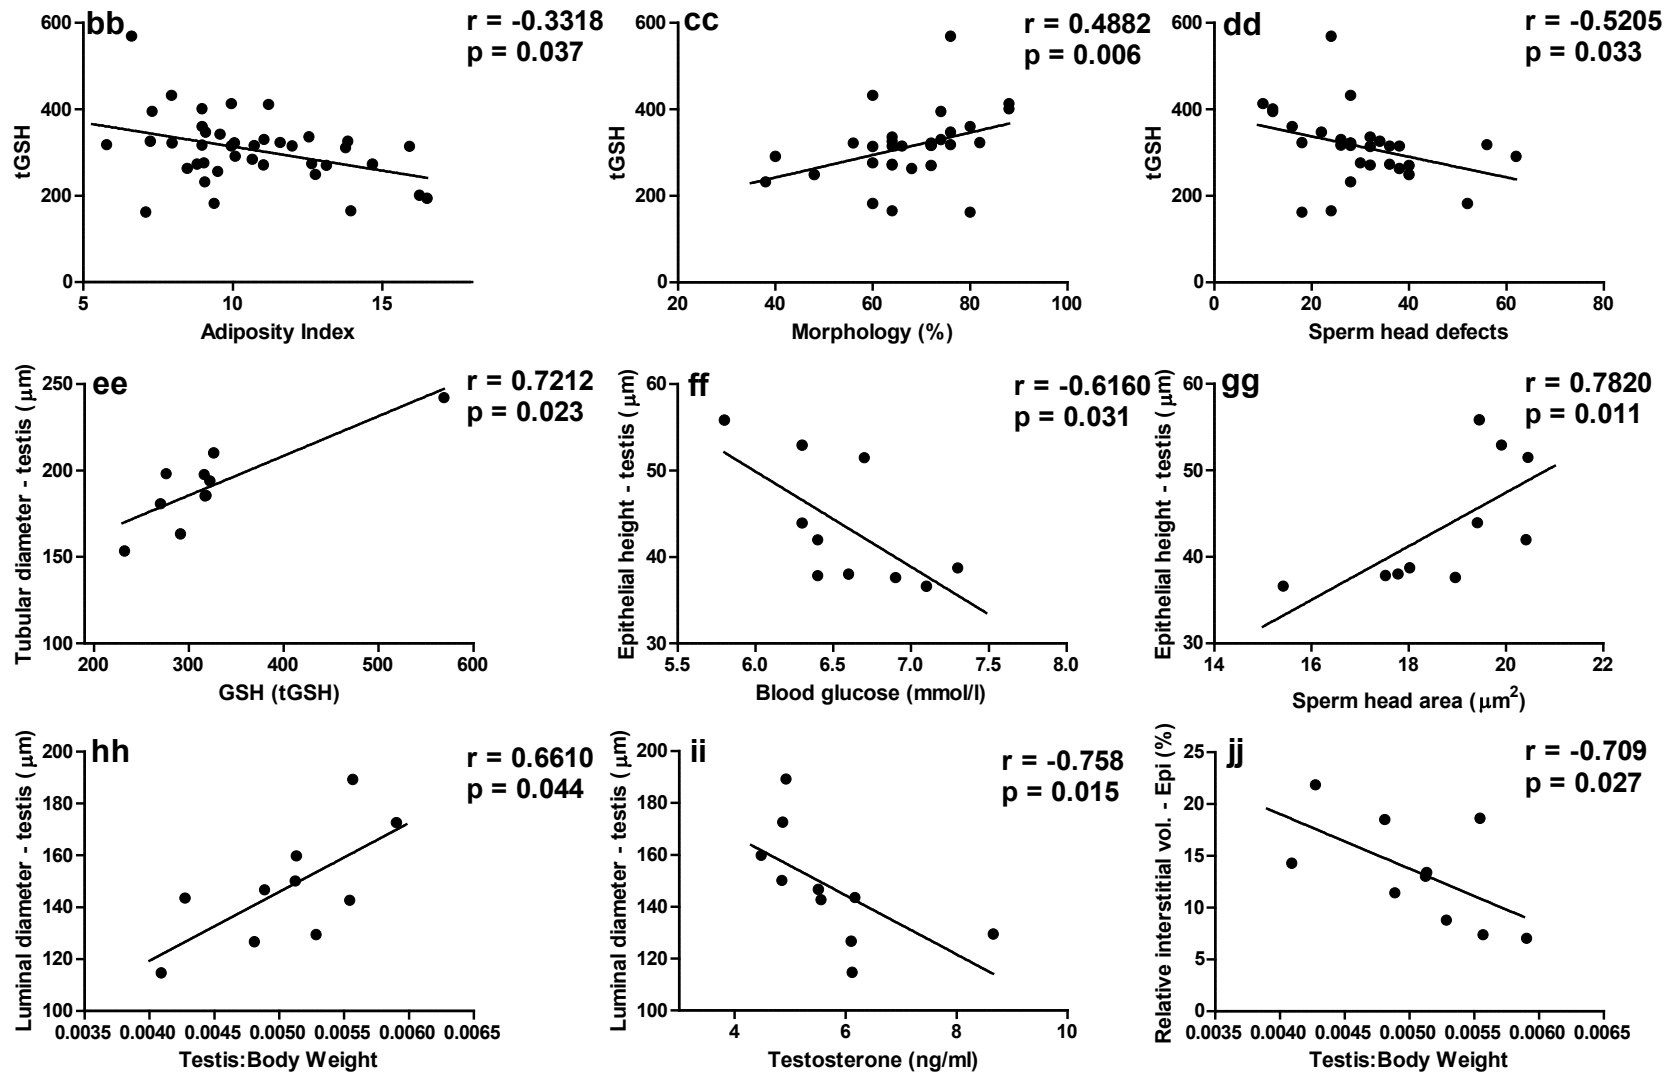 bb
r = -0.3318
p = 0.037
tGSH
600
400
200
0
5
10
15
Adiposity Index
cc
r = 0.4882
p = 0.006
tGSH
600
400
200
0
20
40
60
80
100
Morphology (%)
dd
r = -0.5205
p = 0.033
tGSH
600
400
200
0
0
20
40
60
80
Sperm head defects
ee
r = 0.7212
p = 0.023
Tubular diameter - testis (μm)
250
200
150
100
200
300
400
500
600
GSH (tGSH)
ff
r = -0.6160
p = 0.031
Epithelial height - testis (μm)
60
50
40
30
5.5
6.0
6.5
7.0
7.5
8.0
Blood glucose (mmol/l)
gg
r = 0.7820
p = 0.011
Epithelial height - testis (μm)
60
50
40
30
14
16
18
20
22
Sperm head area (μm²)
hh
r = 0.6610
p = 0.044
Luminal diameter - testis (μm)
200
180
160
140
120
100
0.0035 0.0040 0.0045 0.0050 0.0055 0.0060 0.0065
Testis:Body Weight
ii
r = -0.758
p = 0.015
Luminal diameter - testis (μm)
200
180
160
140
120
100
4
6
8
10
Testosterone (ng/ml)
jj
r = -0.709
p = 0.027
Relative interstitial vol. - Epi (%)
25
20
15
10
5
0
0.0035 0.0040 0.0045 0.0050 0.0055 0.0060 0.0065
Testis:Body Weight